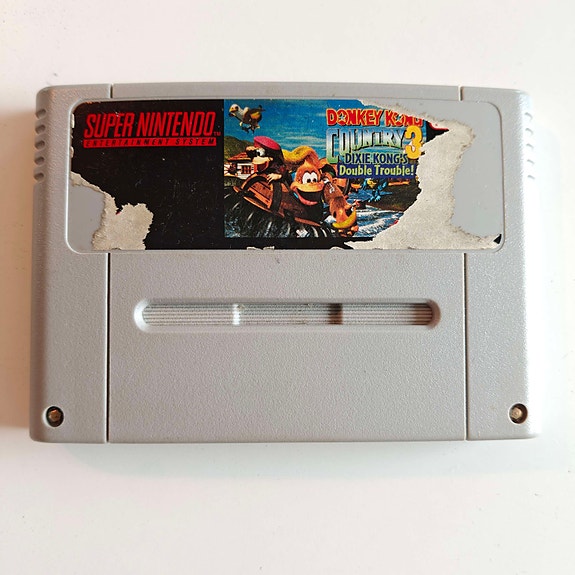 SUPER NINTENDO
ENTERTAINMENT SYSTEM
DONKEY KONG
COUNTRY 3
DIXIE KONG'S
Double Trouble!